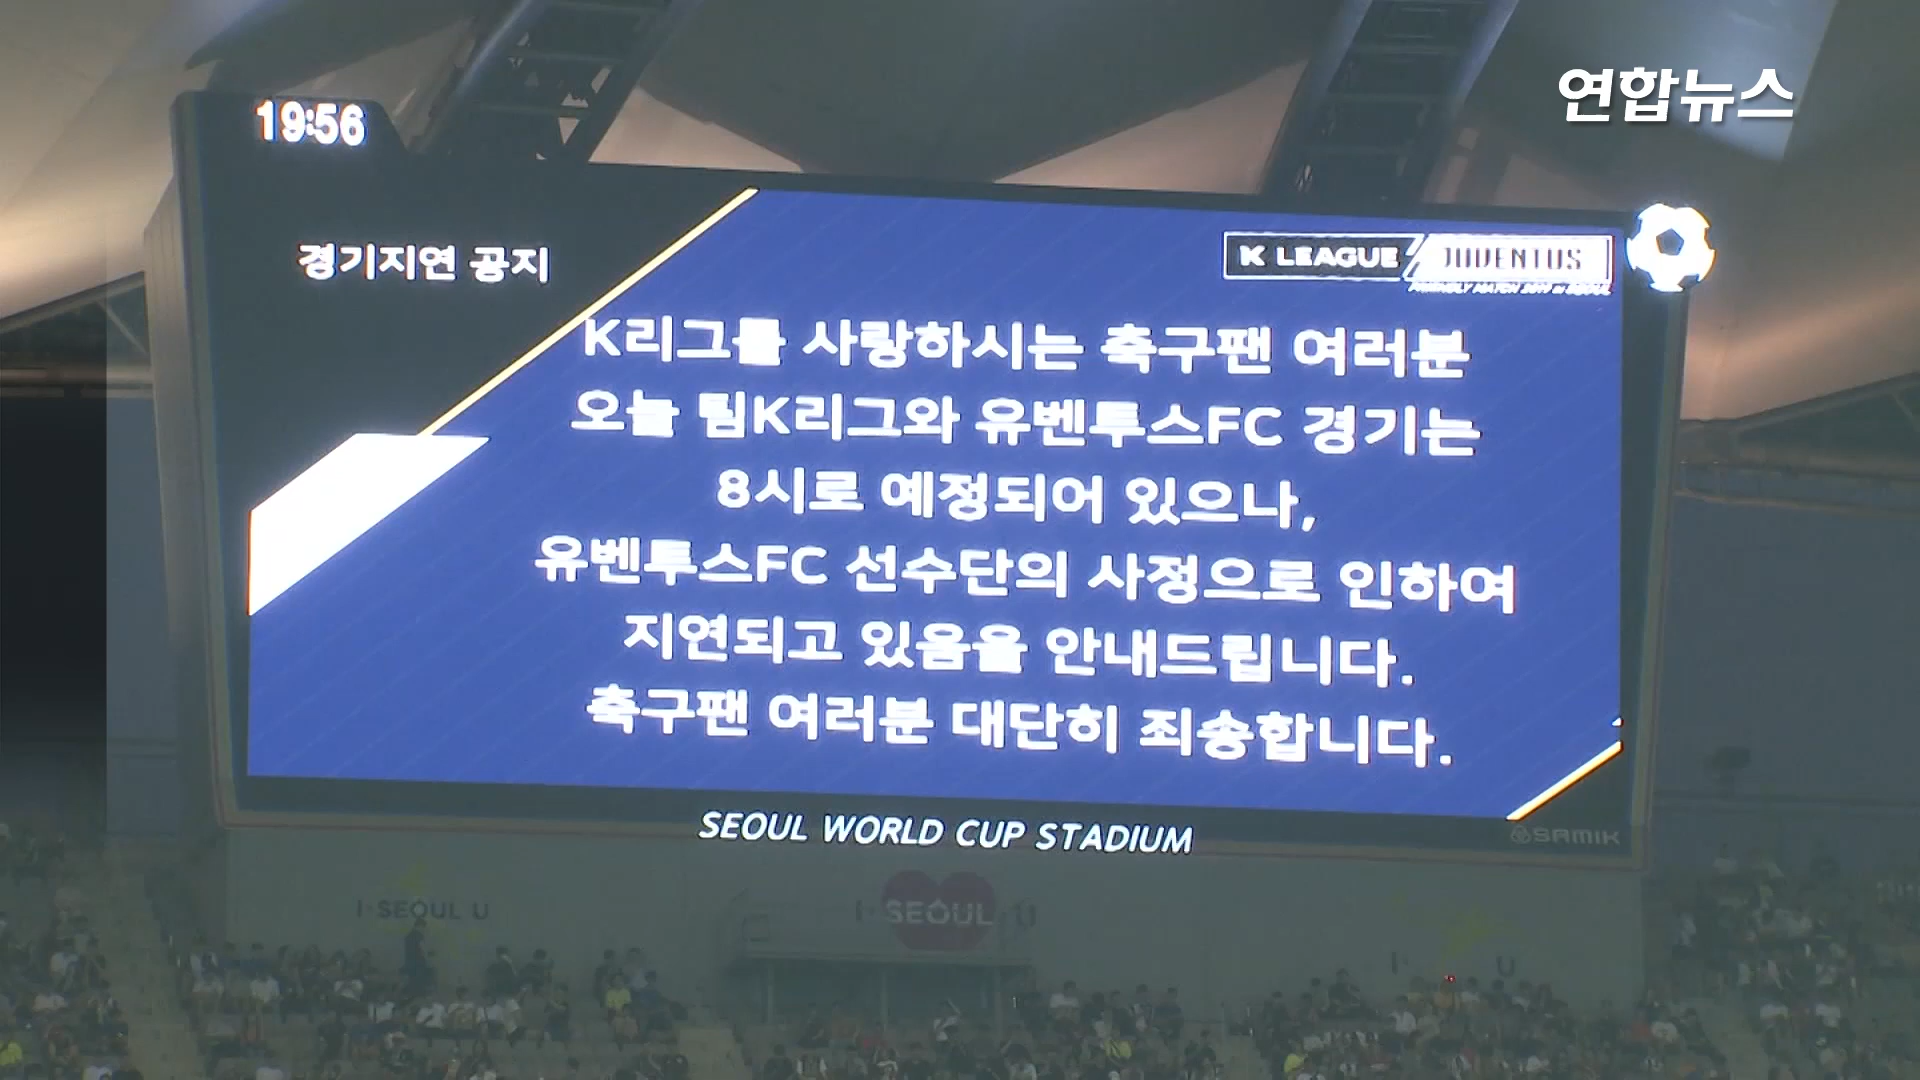 연합뉴스
19:56
경기지연 공지
K LEAGUE JUVENTUS
FRIENDLY MATCH 2019 in SEOUL
K리그를 사랑하시는 축구팬 여러분
오늘 팀K리그와 유벤투스FC 경기는
8시로 예정되어 있으나,
유벤투스FC 선수단의 사정으로 인하여
지연되고 있음을 안내드립니다.
축구팬 여러분 대단히 죄송합니다.
SEOUL WORLD CUP STADIUM
SAMIK
I·SEOUL·U
I·SEOUL·U
I· U